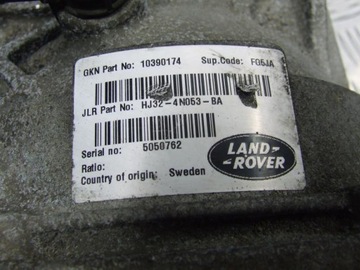 GKN Part No: 10390174 Sup.Code: FQ5JA
JLR Part No: HJ32-4N053-BA
Serial no: 5050762
Ratio:
Country of origin: Sweden
LAND
ROVER